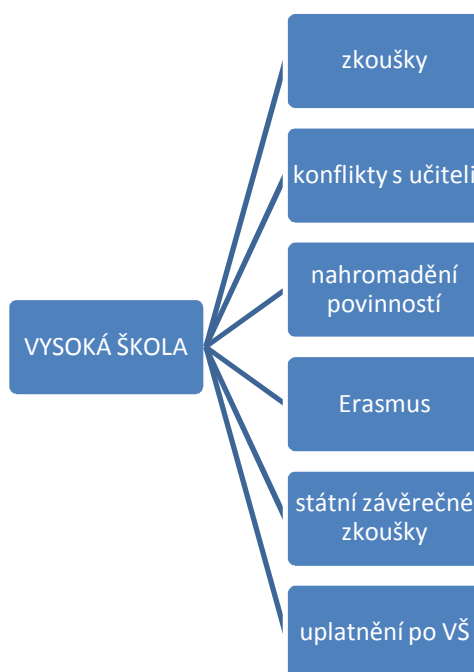 zkoušky
konflikty s učiteli
nahromadění
povinností
VYSOKÁ ŠKOLA
Erasmus
státní závěrečné
zkoušky
uplatnění po VŠ